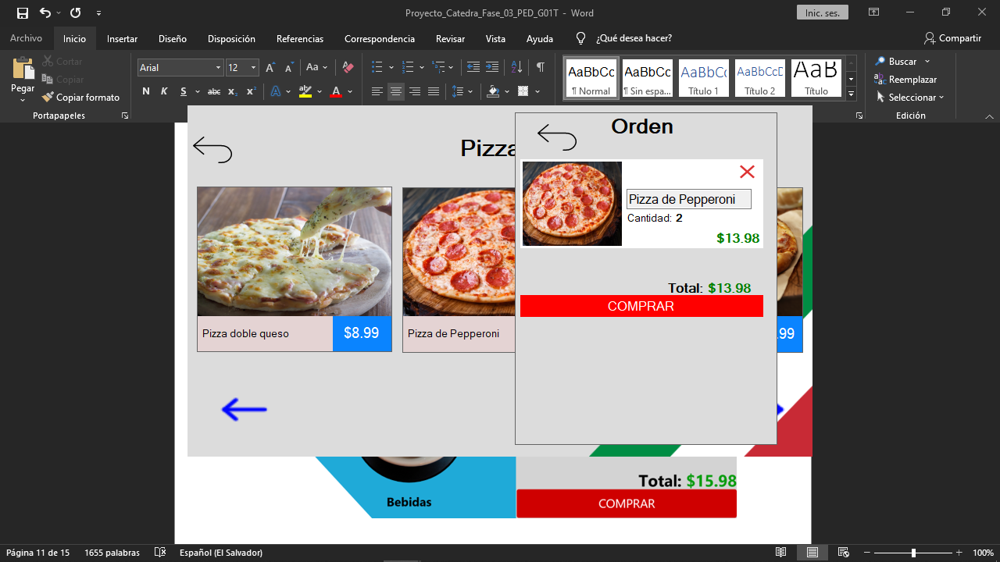 Proyecto_Catedra_Fase_03_PED_G01T - Word
Inic. ses.
Archivo Inicio Insertar Diseño Disposición Referencias Correspondencia Revisar Vista Ayuda ¿Qué desea hacer? Compartir
Pegar
Cortar
Copiar
Copiar formato
Portapapeles
Arial 12
N K S abc x₂ x²
AaBbCc AaBbCc AaBbC AaBbCcD AaB
¶ Normal ¶ Sin espa... Título 1 Título 2 Título
Buscar
Reemplazar
Seleccionar
Edición
Pizza
Pizza doble queso $8.99
Pizza de Pepperoni
.99
Orden
Pizza de Pepperoni
Cantidad: 2
$13.98
Total: $13.98
COMPRAR
Bebidas
Total: $15.98
COMPRAR
Página 11 de 15 1655 palabras Español (El Salvador) 100%